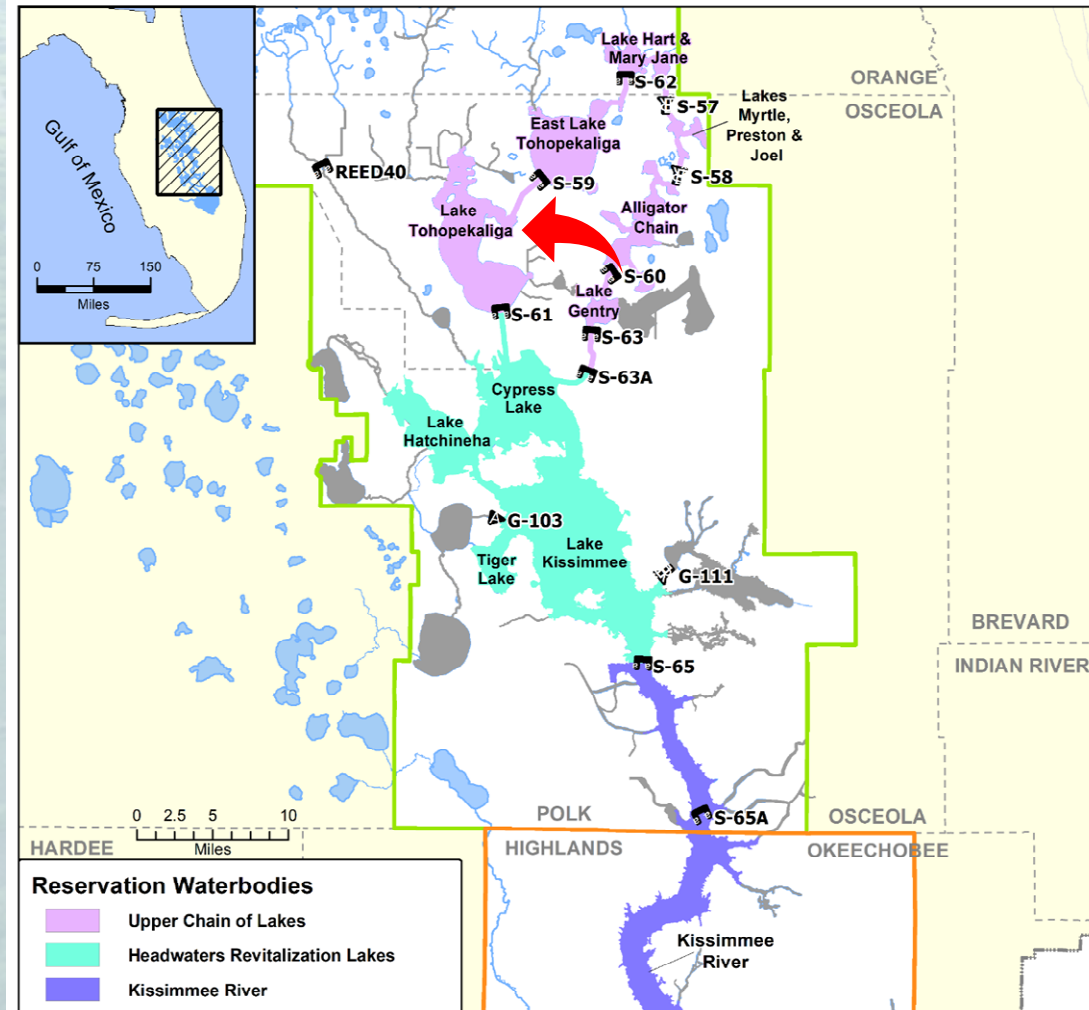 Gulf of Mexico
0 75 150
Miles
Lake Hart &
Mary Jane
S-62
ORANGE
OSCEOLA
S-57
Lakes
Myrtle,
Preston &
Joel
East Lake
Tohopekaliga
REED40
S-59
S-58
Lake
Tohopekaliga
Alligator
Chain
S-60
Lake
Gentry
S-61
S-63
S-63A
Cypress
Lake
Lake
Hatchineha
G-103
Lake
Kissimmee
Tiger
Lake
G-111
BREVARD
INDIAN RIVER
S-65
0 2.5 5 10
Miles
POLK
S-65A
OSCEOLA
HARDEE
HIGHLANDS
OKEECHOBEE
Kissimmee
River
Reservation Waterbodies
Upper Chain of Lakes
Headwaters Revitalization Lakes
Kissimmee River